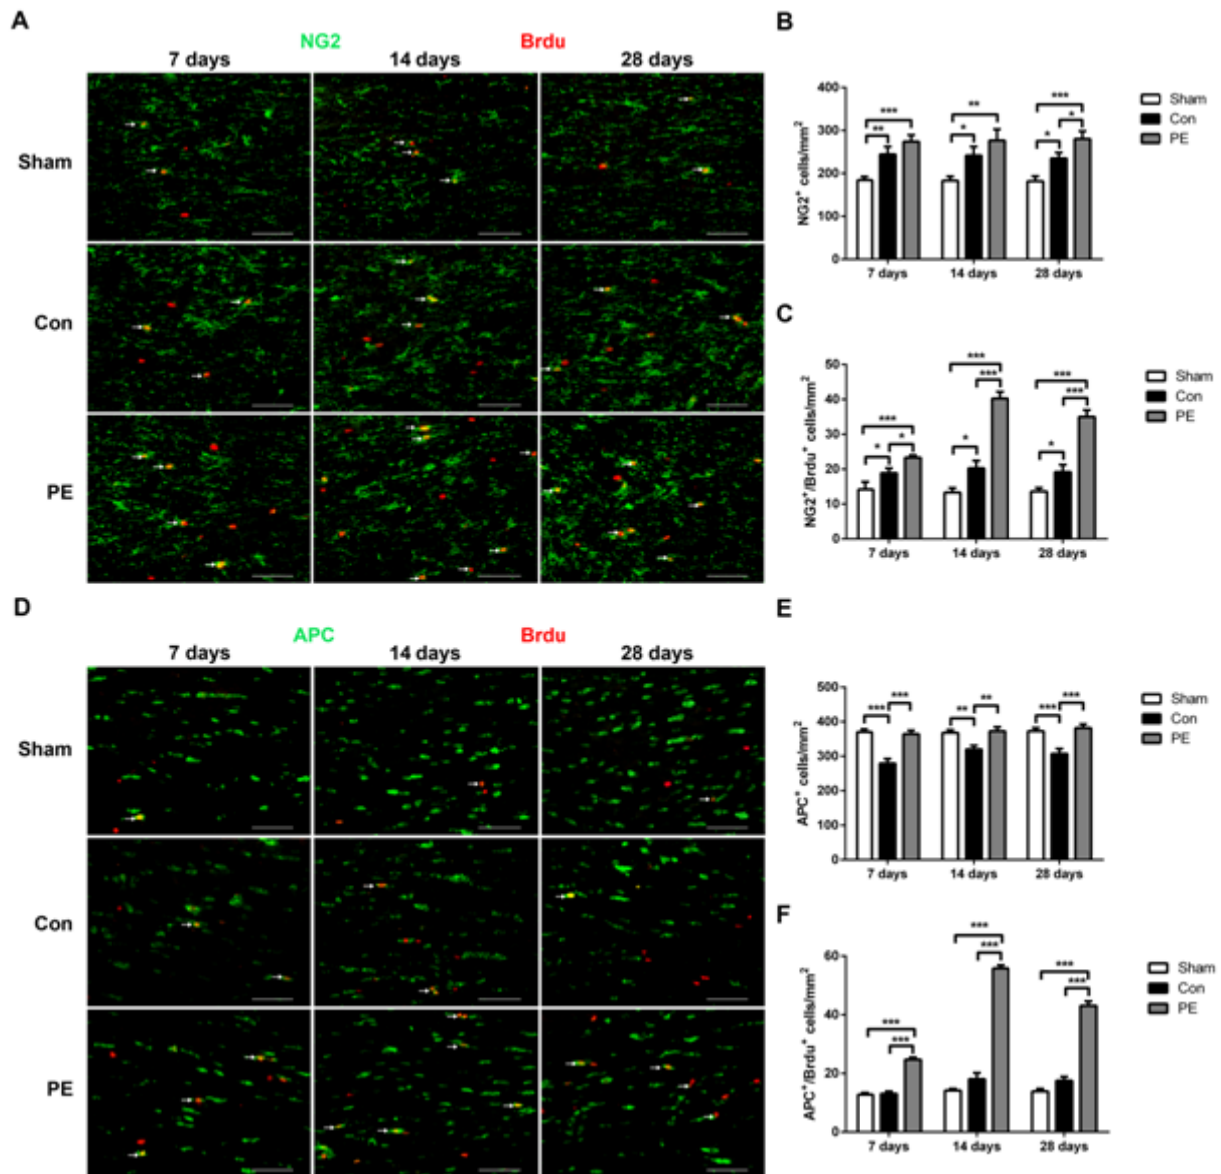 A
NG2 Brdu
7 days 14 days 28 days
Sham
Con
PE
B
400
300
200
100
0
NG2⁺ cells/mm²
*** ** *** 
** * * *
7 days 14 days 28 days
Sham
Con
PE
C
50
40
30
20
10
0
NG2⁺/Brdu⁺ cells/mm²
*** *** ***
* * * *** * ***
7 days 14 days 28 days
Sham
Con
PE
D
APC Brdu
7 days 14 days 28 days
Sham
Con
PE
E
500
400
300
200
100
0
APC⁺ cells/mm²
*** *** ** ** *** ***
7 days 14 days 28 days
Sham
Con
PE
F
60
40
20
0
APC⁺/Brdu⁺ cells/mm²
*** *** ***
*** *** ***
7 days 14 days 28 days
Sham
Con
PE